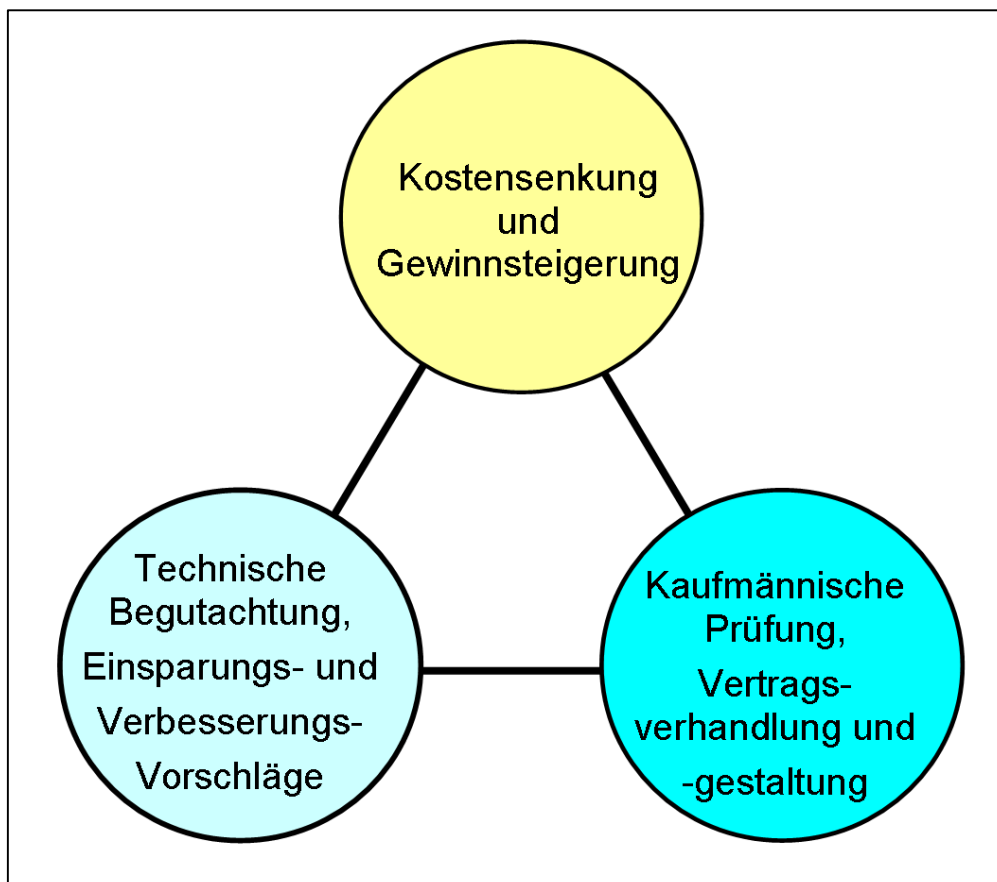 Kostensenkung
und
Gewinnsteigerung
Technische
Begutachtung,
Einsparungs- und
Verbesserungs-
Vorschläge
Kaufmännische
Prüfung,
Vertrags-
verhandlung und
-gestaltung